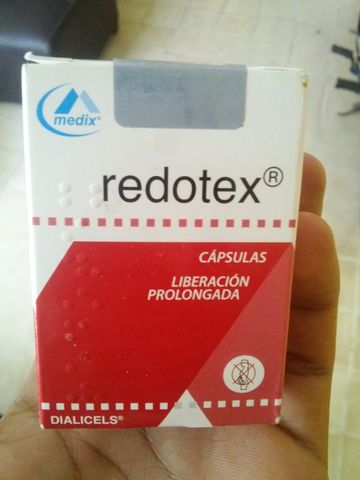 medix®
redotex®
CÁPSULAS
LIBERACIÓN
PROLONGADA
DIALICELS®